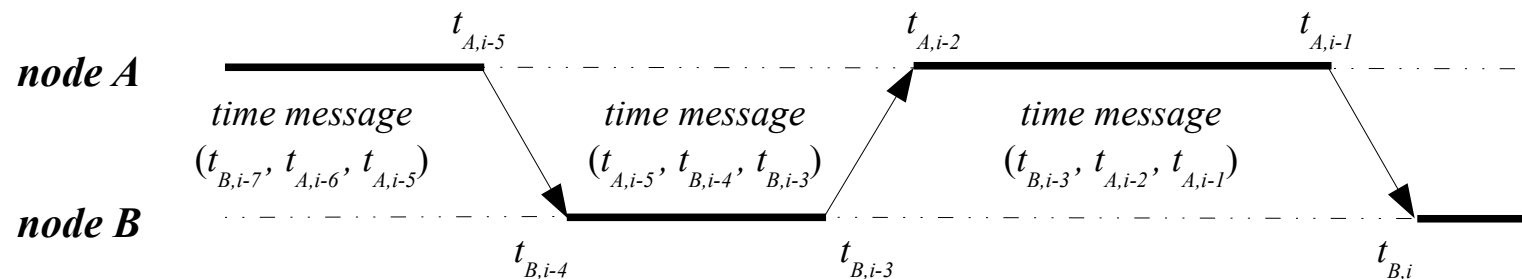 t_{A,i-5} t_{A,i-2} t_{A,i-1}
node A
time message time message time message
(t_{B,i-7}, t_{A,i-6}, t_{A,i-5}) (t_{A,i-5}, t_{B,i-4}, t_{B,i-3}) (t_{B,i-3}, t_{A,i-2}, t_{A,i-1})
node B
t_{B,i-4} t_{B,i-3} t_{B,i}